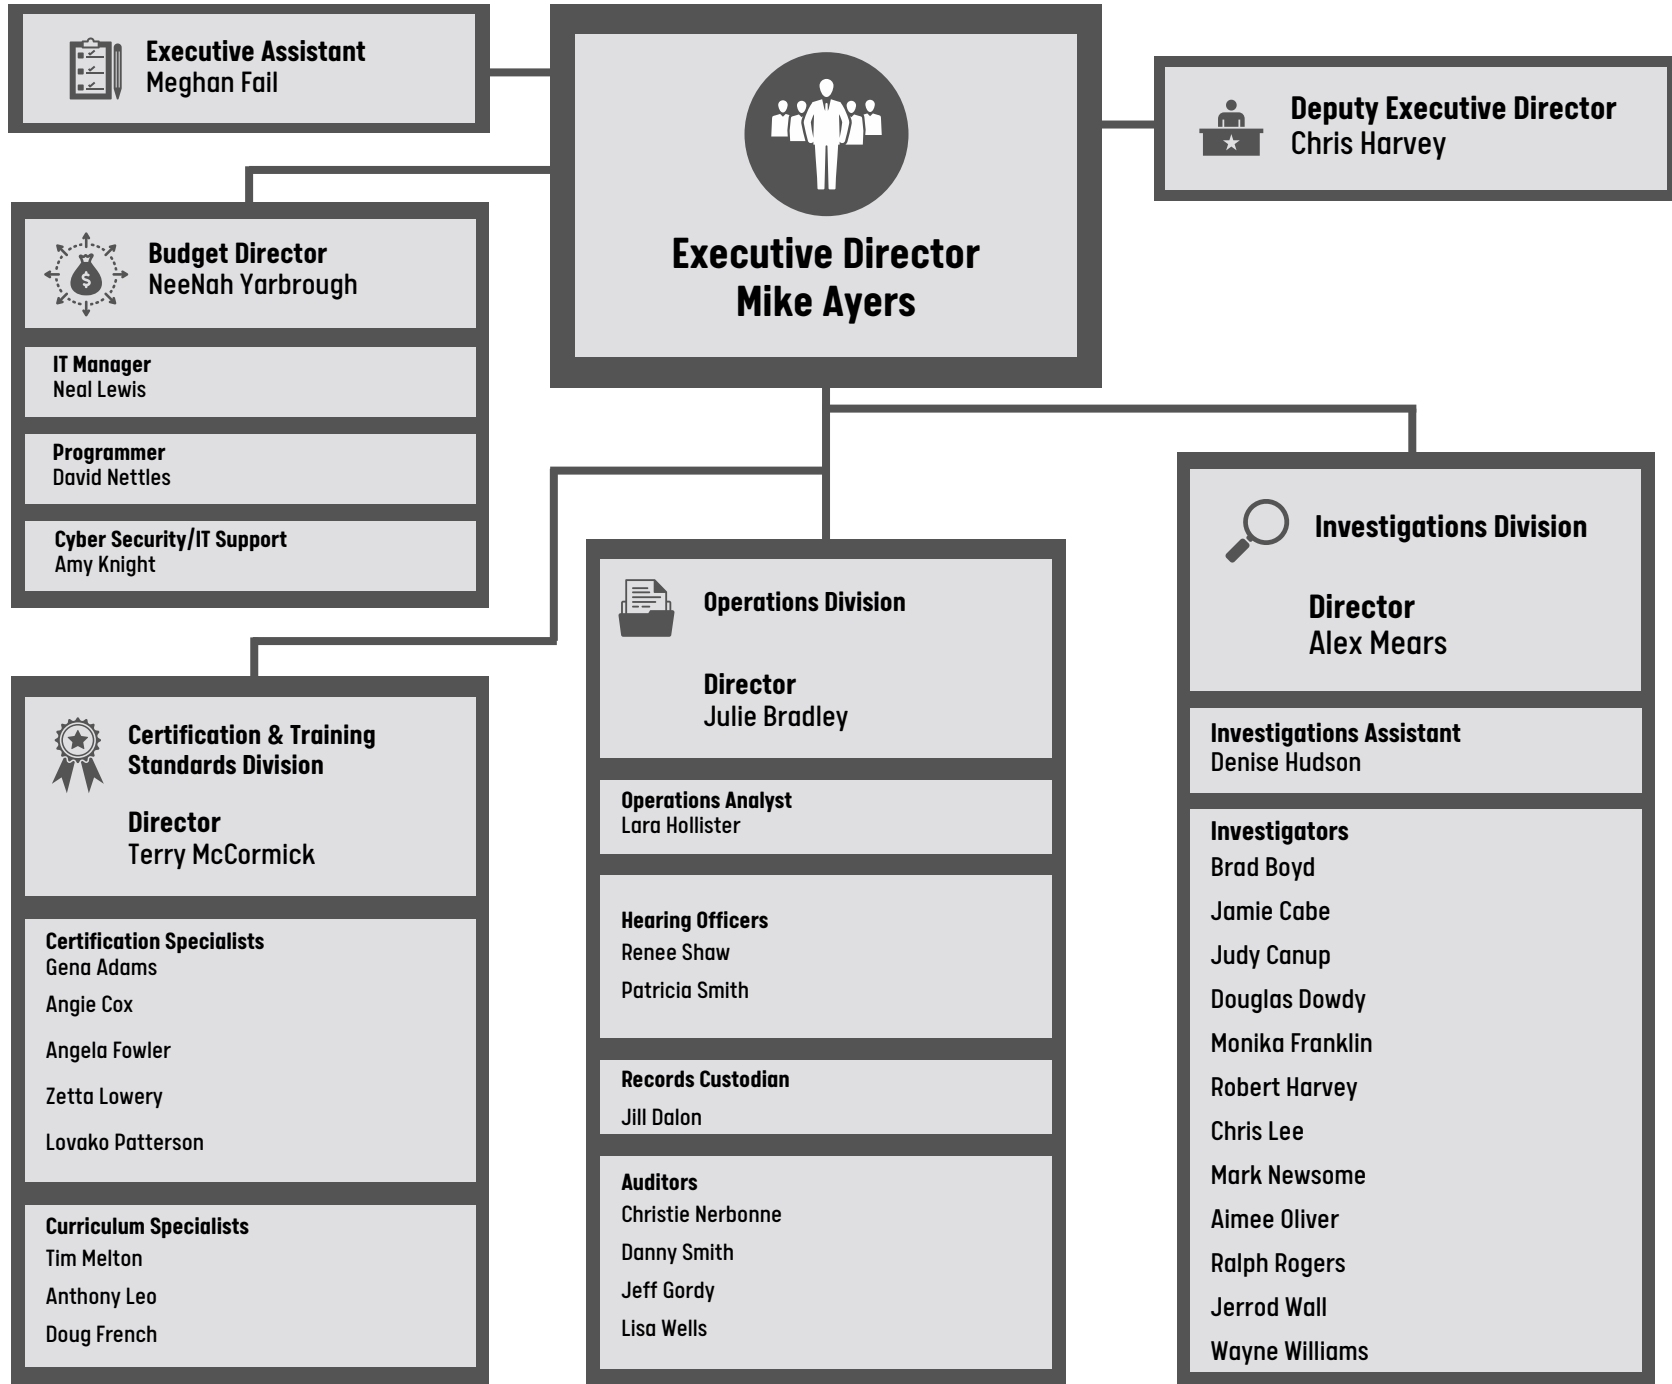 Executive Assistant
Meghan Fail
Executive Director
Mike Ayers
Deputy Executive Director
Chris Harvey
Budget Director
NeeNah Yarbrough
IT Manager
Neal Lewis
Programmer
David Nettles
Cyber Security/IT Support
Amy Knight
Certification & Training
Standards Division
Director
Terry McCormick
Certification Specialists
Gena Adams
Angie Cox
Angela Fowler
Zetta Lowery
Lovako Patterson
Curriculum Specialists
Tim Melton
Anthony Leo
Doug French
Operations Division
Director
Julie Bradley
Operations Analyst
Lara Hollister
Hearing Officers
Renee Shaw
Patricia Smith
Records Custodian
Jill Dalon
Auditors
Christie Nerbonne
Danny Smith
Jeff Gordy
Lisa Wells
Investigations Division
Director
Alex Mears
Investigations Assistant
Denise Hudson
Investigators
Brad Boyd
Jamie Cabe
Judy Canup
Douglas Dowdy
Monika Franklin
Robert Harvey
Chris Lee
Mark Newsome
Aimee Oliver
Ralph Rogers
Jerrod Wall
Wayne Williams